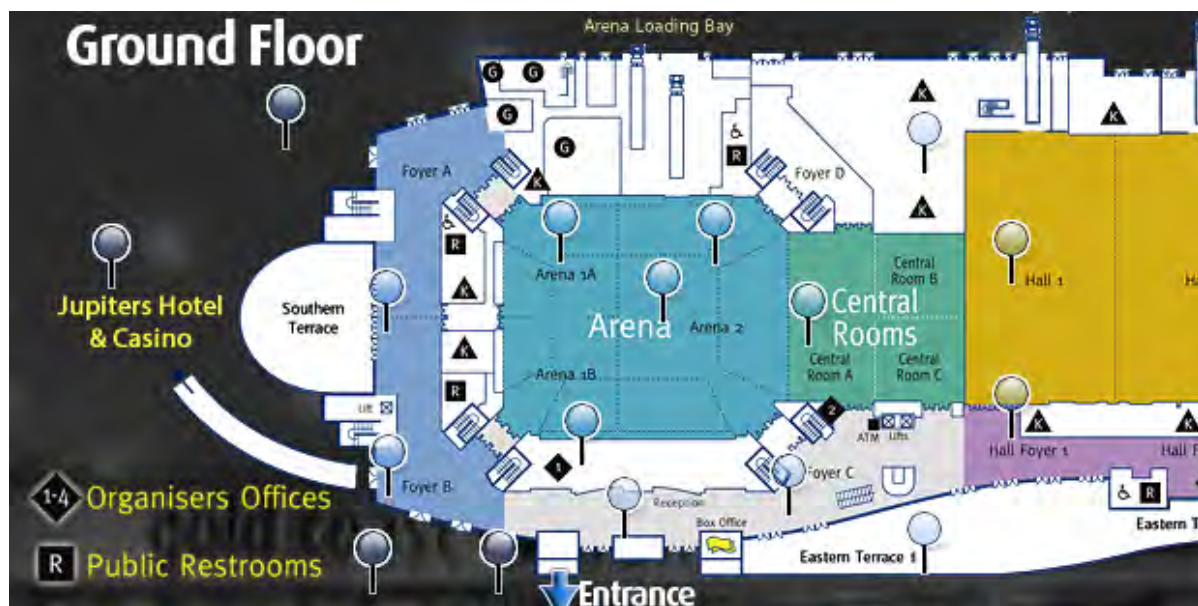 Ground Floor
Arena Loading Bay
G
G
G
G
K
K
K
R
Foyer A
Foyer D
K
K
R
Arena 1A
Central
Room B
Hall 1
Jupiters Hotel
& Casino
Southern
Terrace
K
Arena
Arena 2
Central
Rooms
K
Arena 1B
Central
Room A
Central
Room C
R
Lift
2
ATM
Lifts
K
K
Hall Foyer 1
Foyer B
1
Foyer C
Reception
1-4
Organisers Offices
R
Box Office
Eastern Terrace 1
R
Public Restrooms
Entrance